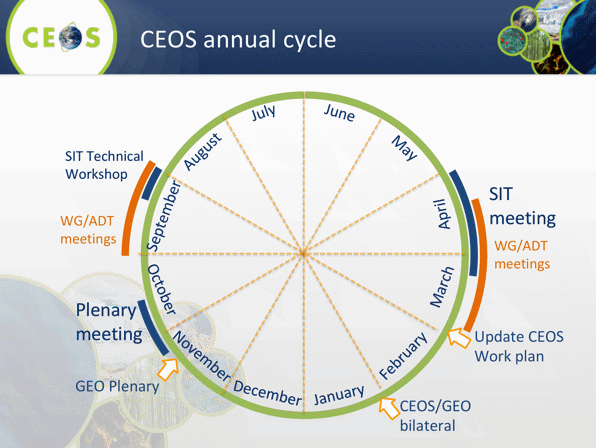 CEOS
CEOS annual cycle
July
June
August
May
SIT Technical
Workshop
September
April
SIT
meeting
WG/ADT
meetings
WG/ADT
meetings
October
March
Plenary
meeting
November
February
Update CEOS
Work plan
GEO Plenary
December
January
CEOS/GEO
bilateral